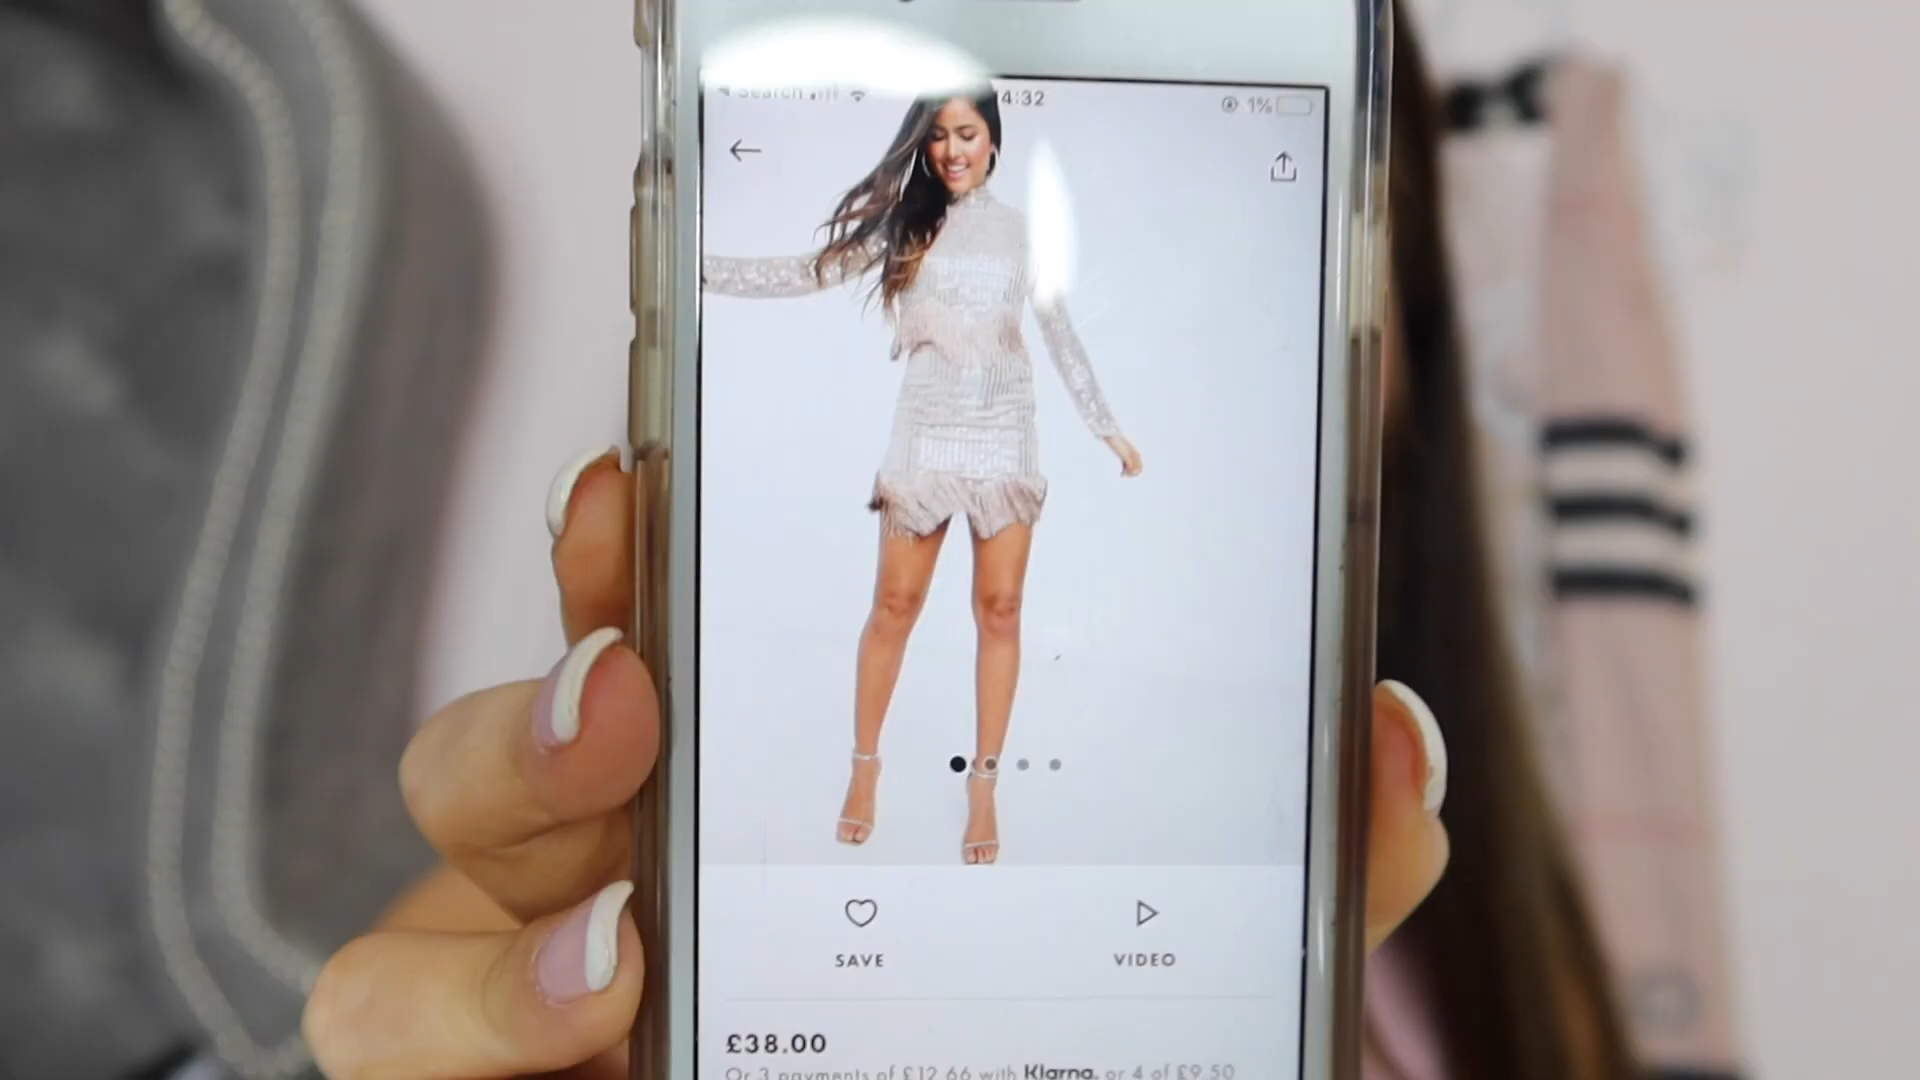 Search 4:32 1%
SAVE VIDEO
£38.00
Or 3 payments of £12.66 with Klarna. or 4 of £9.50